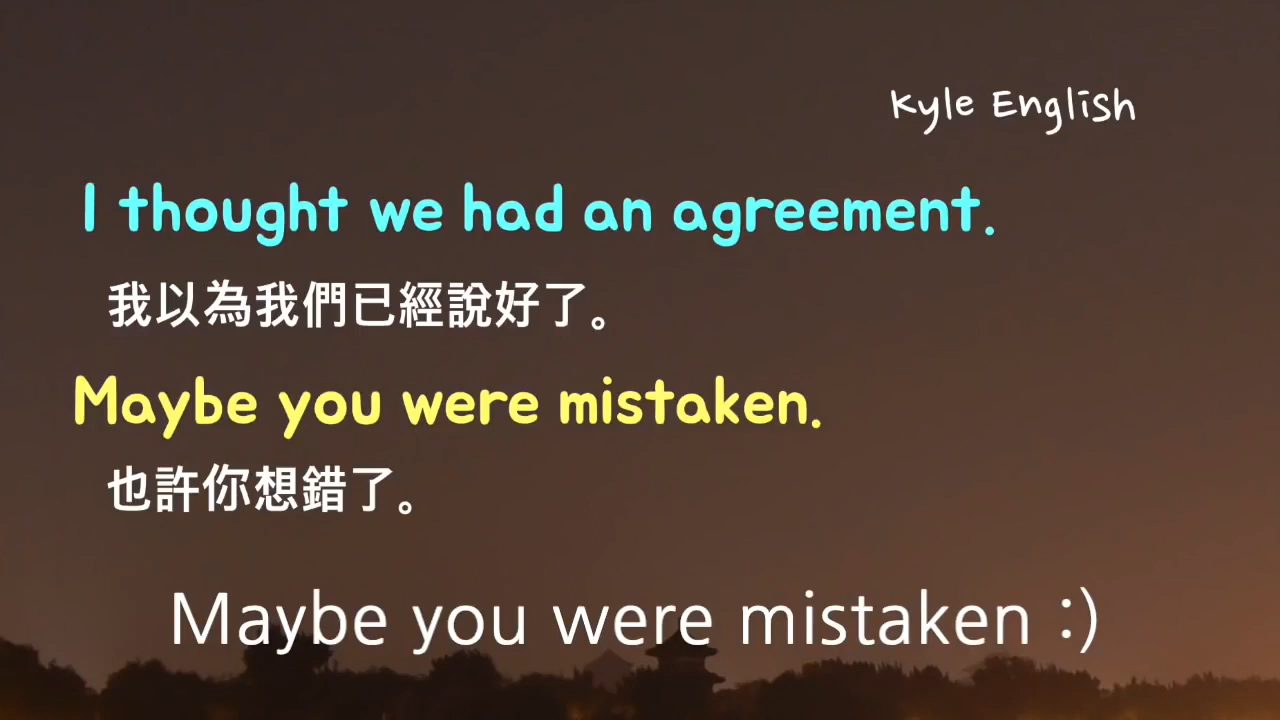 Kyle English
I thought we had an agreement.
我以為我們已經說好了。
Maybe you were mistaken.
也許你想錯了。
Maybe you were mistaken :)